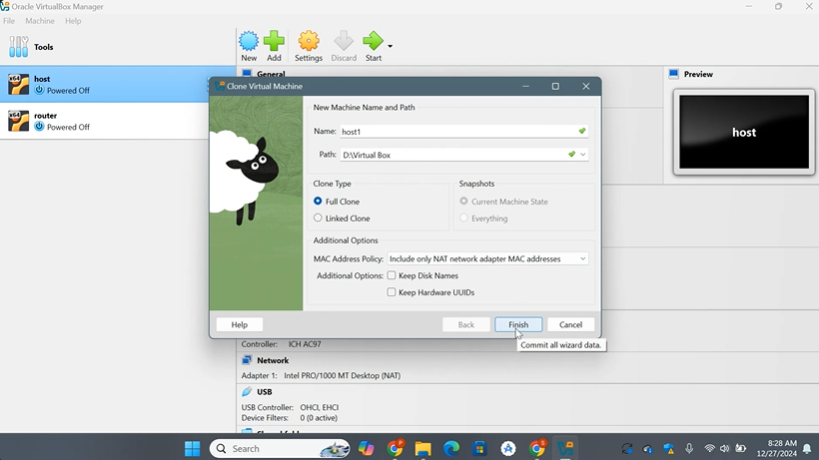 Oracle VirtualBox Manager
File Machine Help
Tools
New Add Settings Discard Start
host
Powered Off
router
Powered Off
General
Preview
host
Clone Virtual Machine
New Machine Name and Path
Name: host1
Path: D:\Virtual Box
Clone Type
Snapshots
Full Clone
Current Machine State
Linked Clone
Everything
Additional Options
MAC Address Policy: Include only NAT network adapter MAC addresses
Additional Options: Keep Disk Names
Keep Hardware UUIDs
Help Back Finish Cancel
Commit all wizard data.
Controller: ICH AC97
Network
Adapter 1: Intel PRO/1000 MT Desktop (NAT)
USB
USB Controller: OHCI, EHCI
Device Filters: 0 (0 active)
Search
8:28 AM
12/27/2024